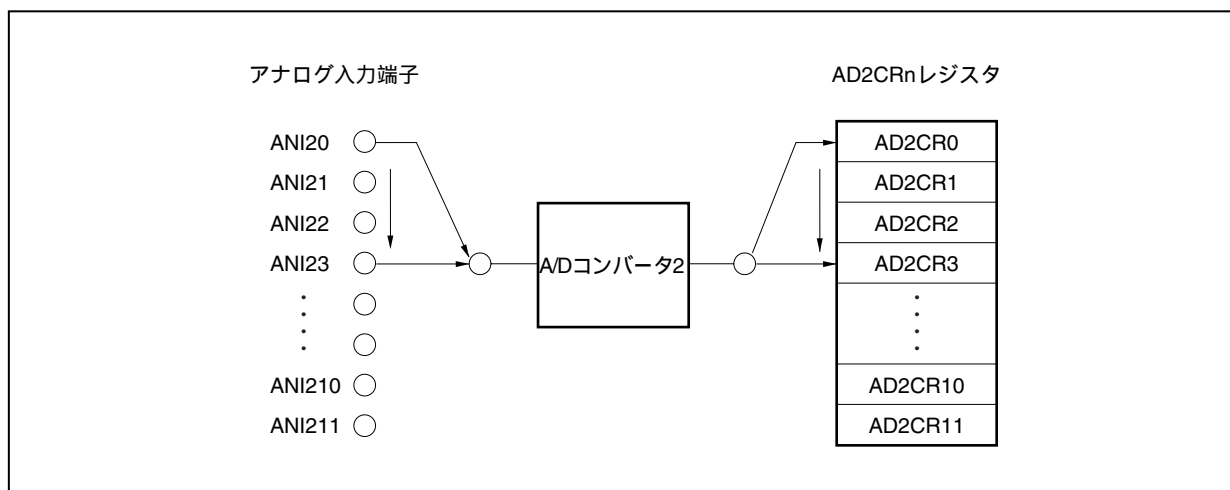 アナログ入力端子
AD2CRnレジスタ
ANI20
ANI21
ANI22
ANI23
ANI210
ANI211
A/Dコンバータ2
AD2CR0
AD2CR1
AD2CR2
AD2CR3
AD2CR10
AD2CR11